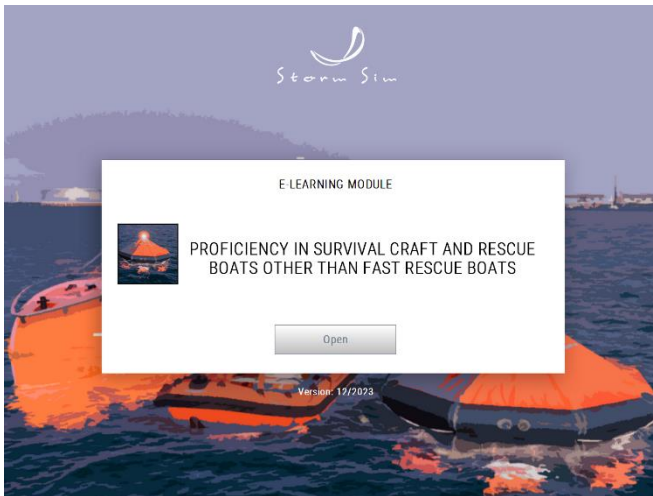 Storm Sim
E-LEARNING MODULE
PROFICIENCY IN SURVIVAL CRAFT AND RESCUE
BOATS OTHER THAN FAST RESCUE BOATS
Open
Version: 12/2023